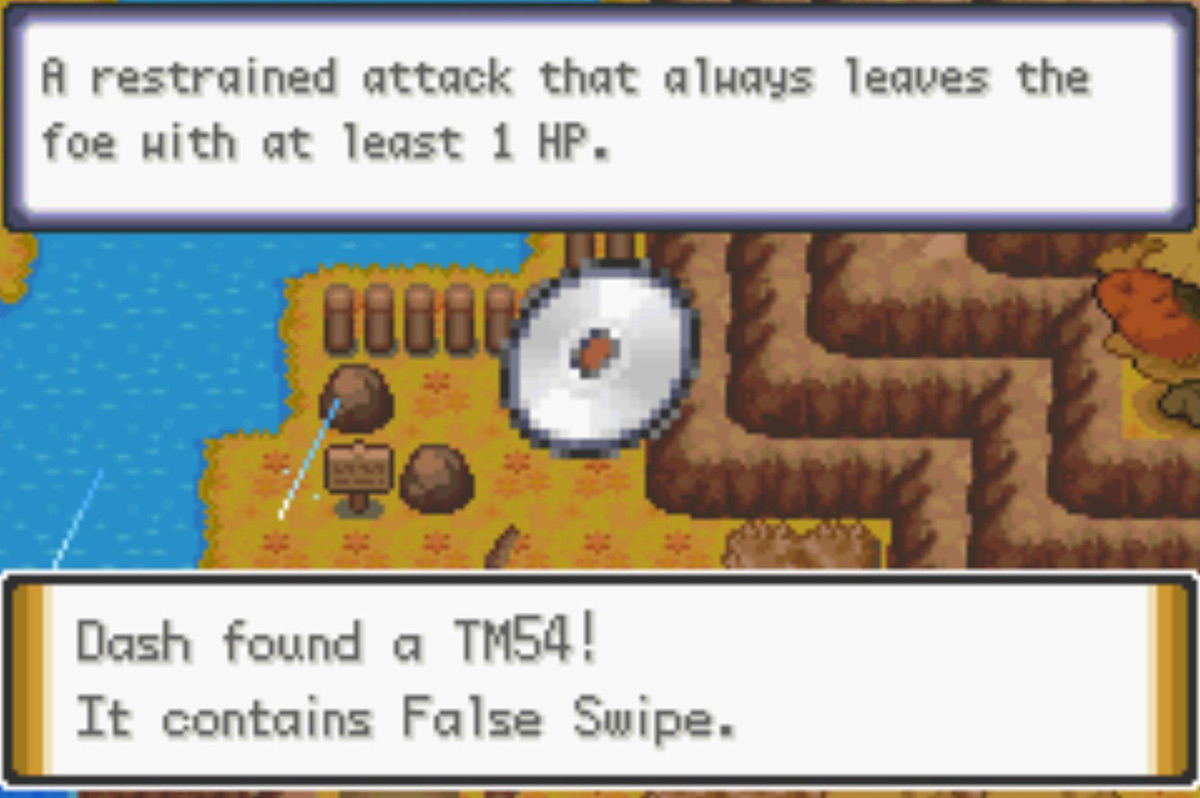 A restrained attack that always leaves the
foe with at least 1 HP.
Dash found a TM54!
It contains False Swipe.